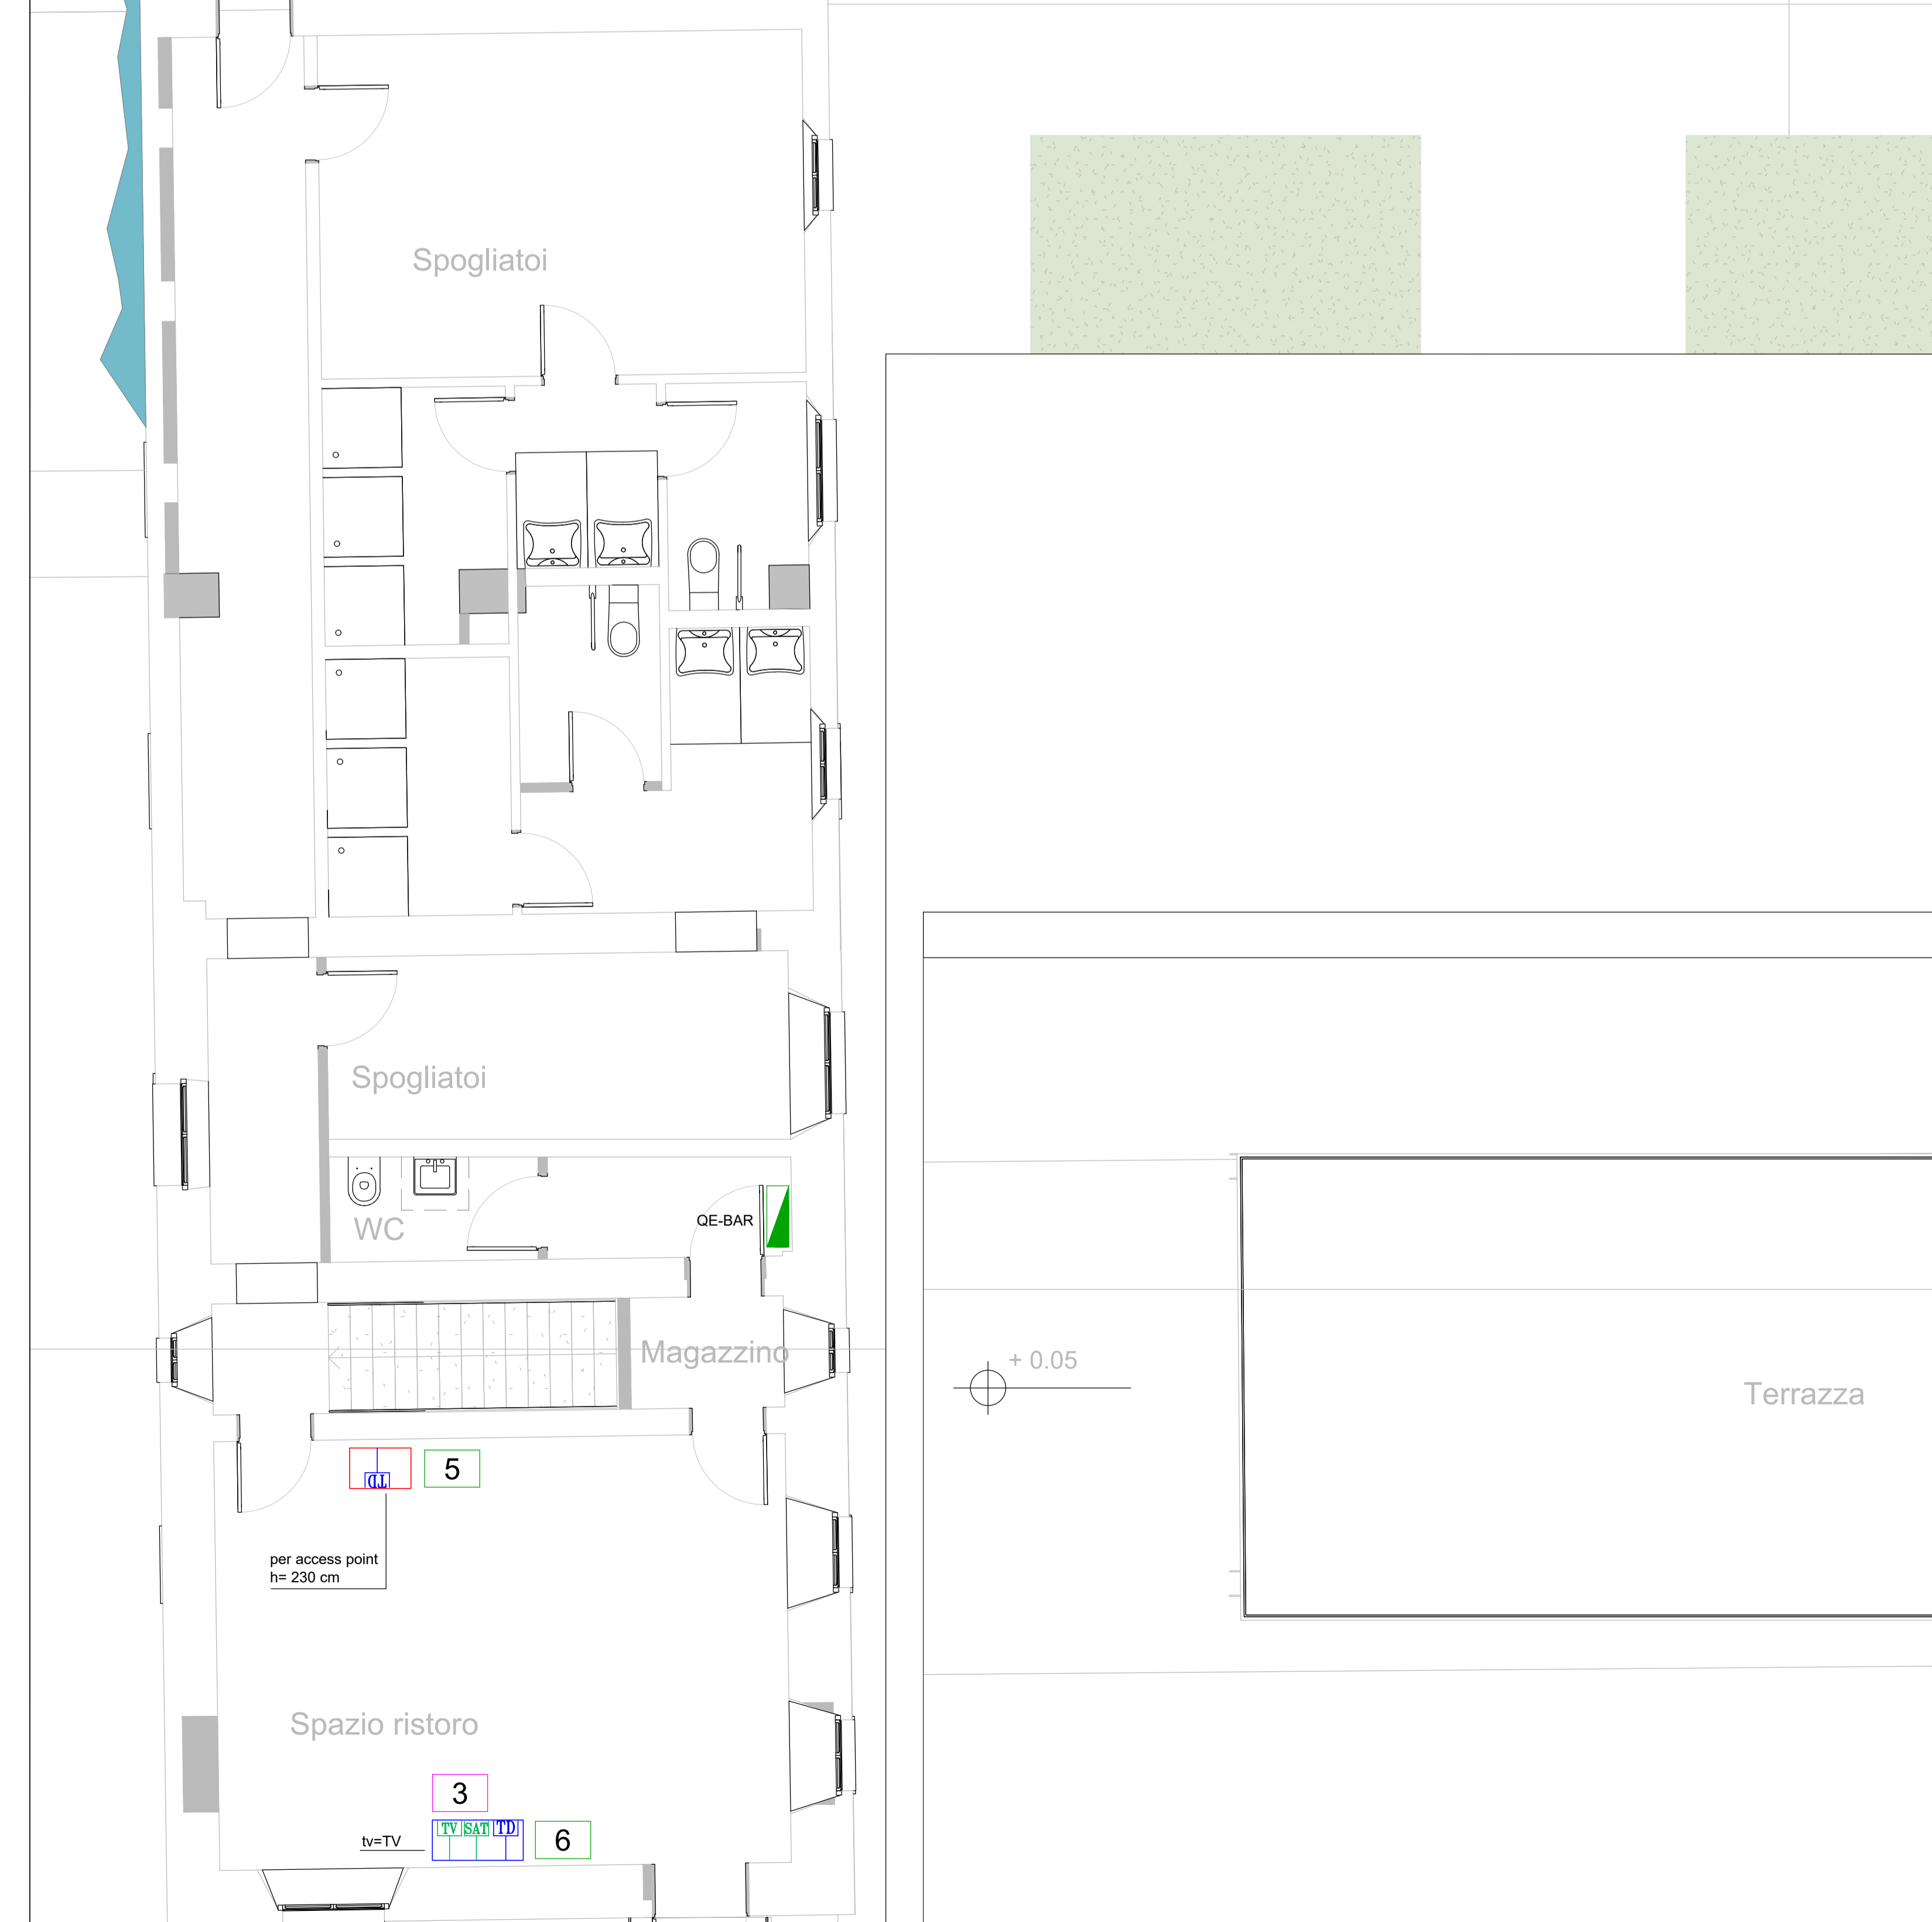 Spogliatoi
Spogliatoi
WC
QE-BAR
Magazzino
+ 0.05
Terrazza
TD
5
per access point
h= 230 cm
Spazio ristoro
3
tv=TV
TV SAT TD
6